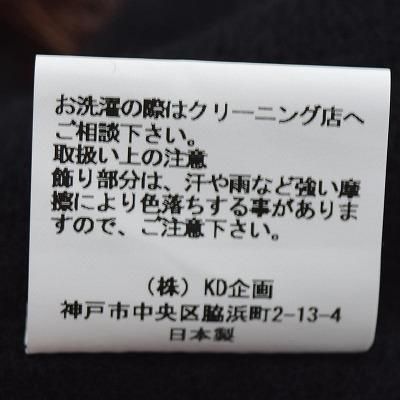 お洗濯の際はクリーニング店へ
ご相談下さい。
取扱い上の注意
飾り部分は、汗や雨など強い摩
擦により色落ちする事がありま
すので、ご注意下さい。
（株）KD企画
神戸市中央区脇浜町2-13-4
日本製